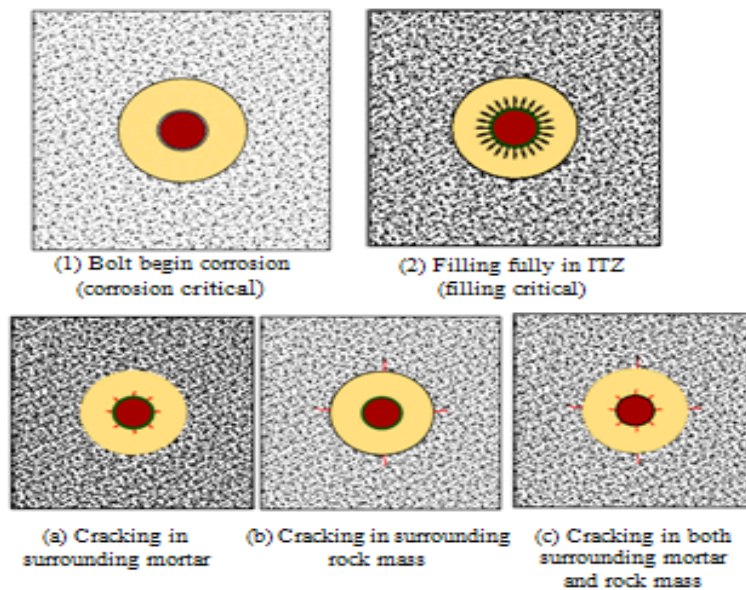 (1) Bolt begin corrosion
(corrosion critical)
(2) Filling fully in ITZ
(filling critical)
(a) Cracking in
surrounding mortar
(b) Cracking in surrounding
rock mass
(c) Cracking in both
surrounding mortar
and rock mass